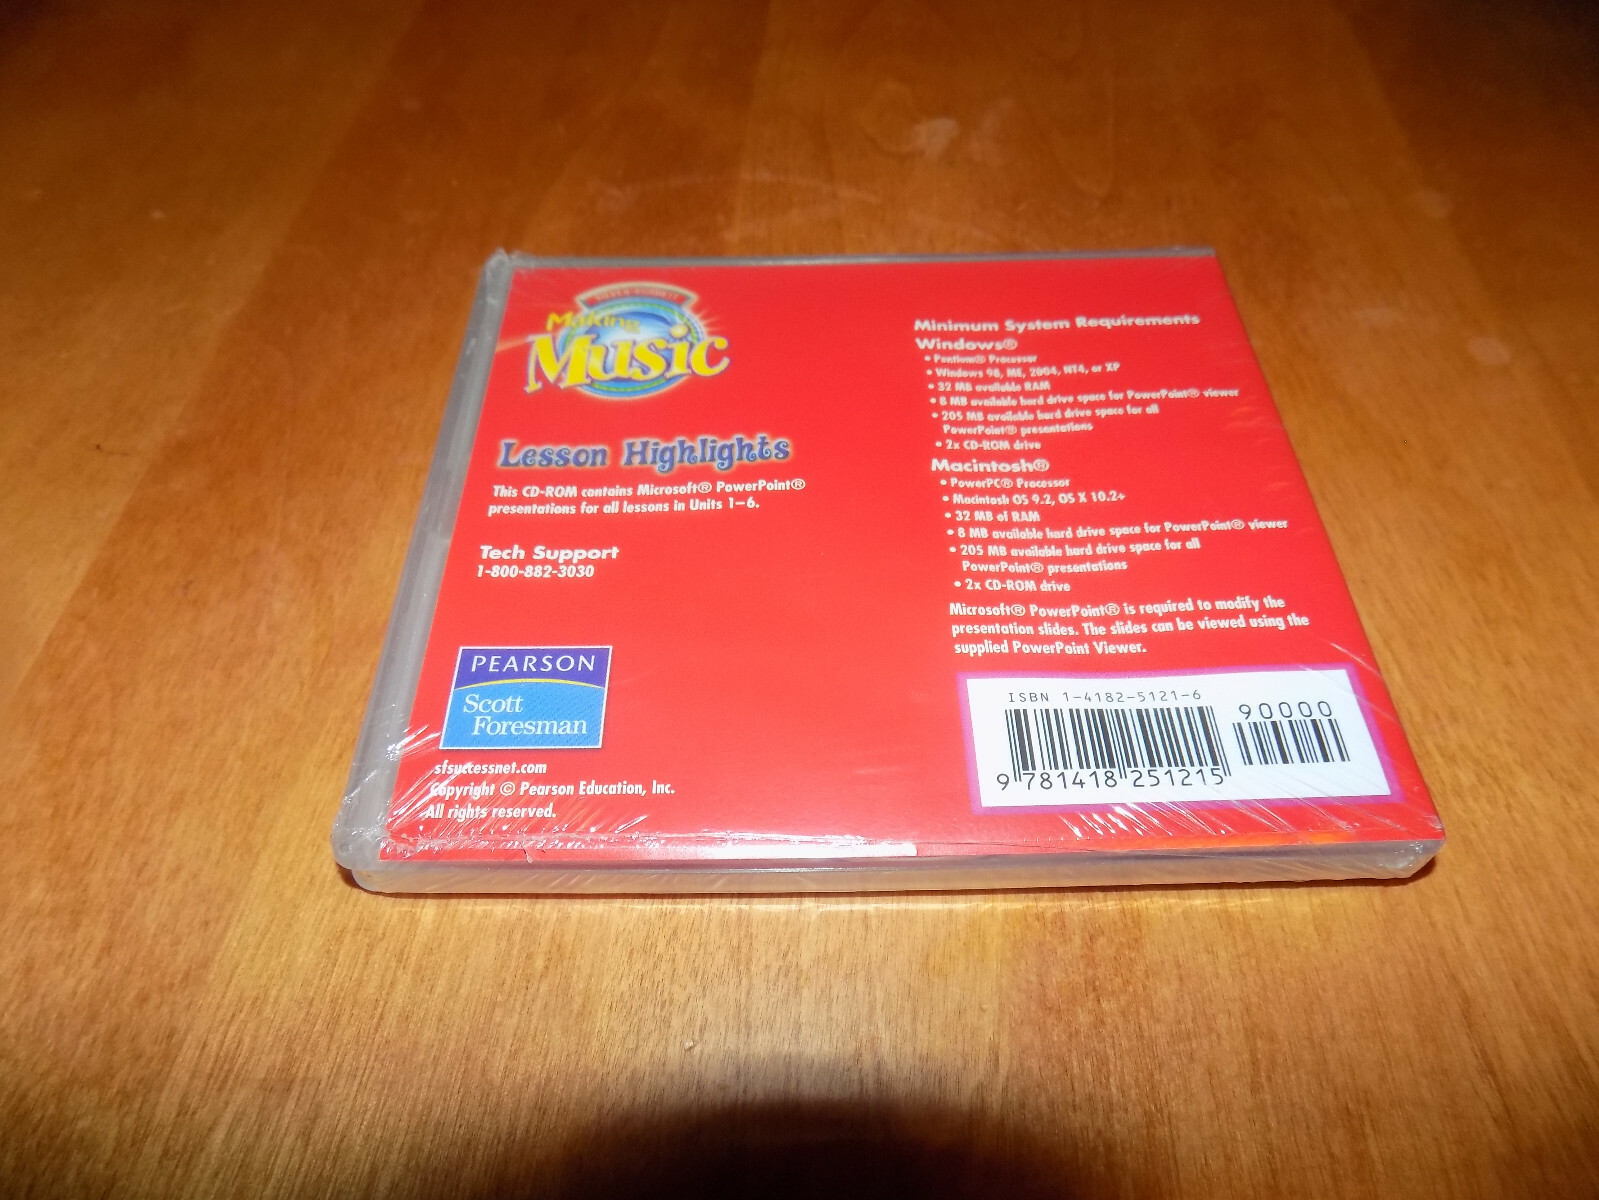 SILVER BURDETT
Making
Music
Lesson Highlights
This CD-ROM contains Microsoft® PowerPoint®
presentations for all lessons in Units 1–6.
Tech Support
1-800-882-3030
PEARSON
Scott
Foresman
sfsuccessnet.com
Copyright © Pearson Education, Inc.
All rights reserved.
Minimum System Requirements
Windows®
• Pentium® Processor
• Windows 98, ME, 2004, NT4, or XP
• 32 MB available RAM
• 8 MB available hard drive space for PowerPoint® viewer
• 205 MB available hard drive space for all
PowerPoint® presentations
• 2x CD-ROM drive
Macintosh®
• PowerPC® Processor
• Macintosh OS 9.2, OS X 10.2+
• 32 MB of RAM
• 8 MB available hard drive space for PowerPoint® viewer
• 205 MB available hard drive space for all
PowerPoint® presentations
• 2x CD-ROM drive
Microsoft® PowerPoint® is required to modify the
presentation slides. The slides can be viewed using the
supplied PowerPoint Viewer.
ISBN 1-4182-5121-6
90000
9 781418 251215